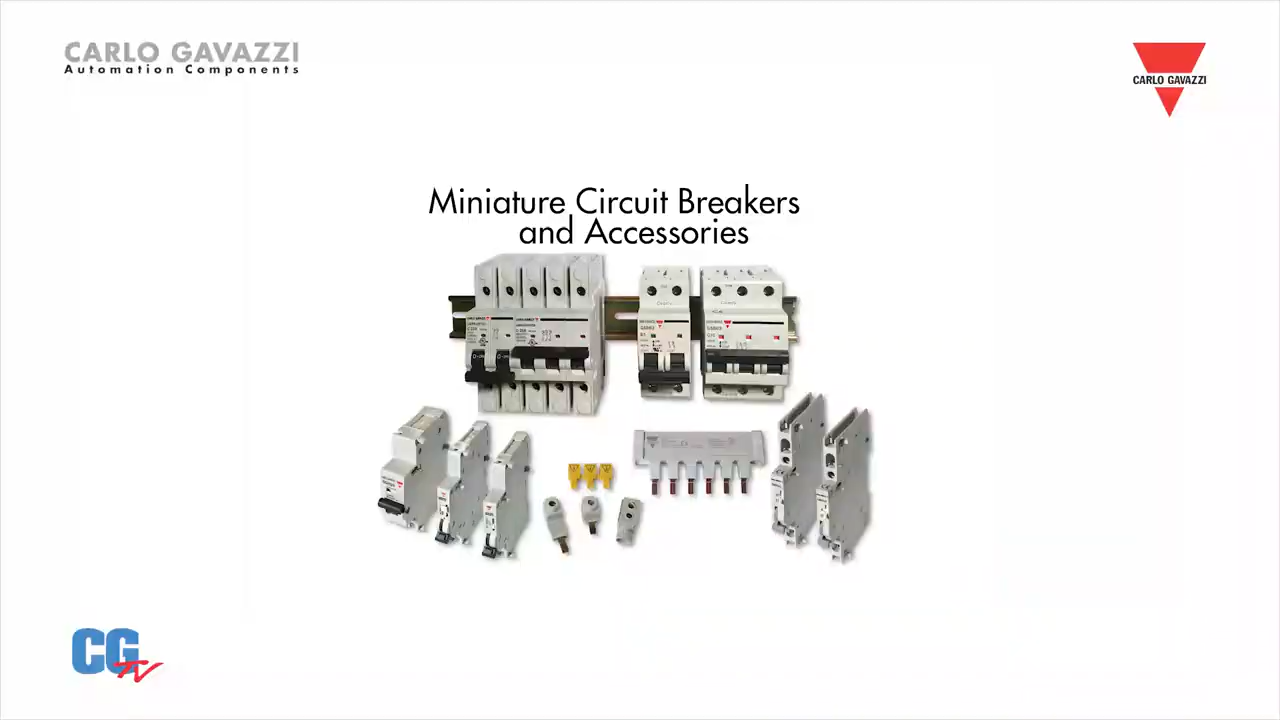 CARLO GAVAZZI
Automation Components
CARLO GAVAZZI
Miniature Circuit Breakers
and Accessories
CG
TV